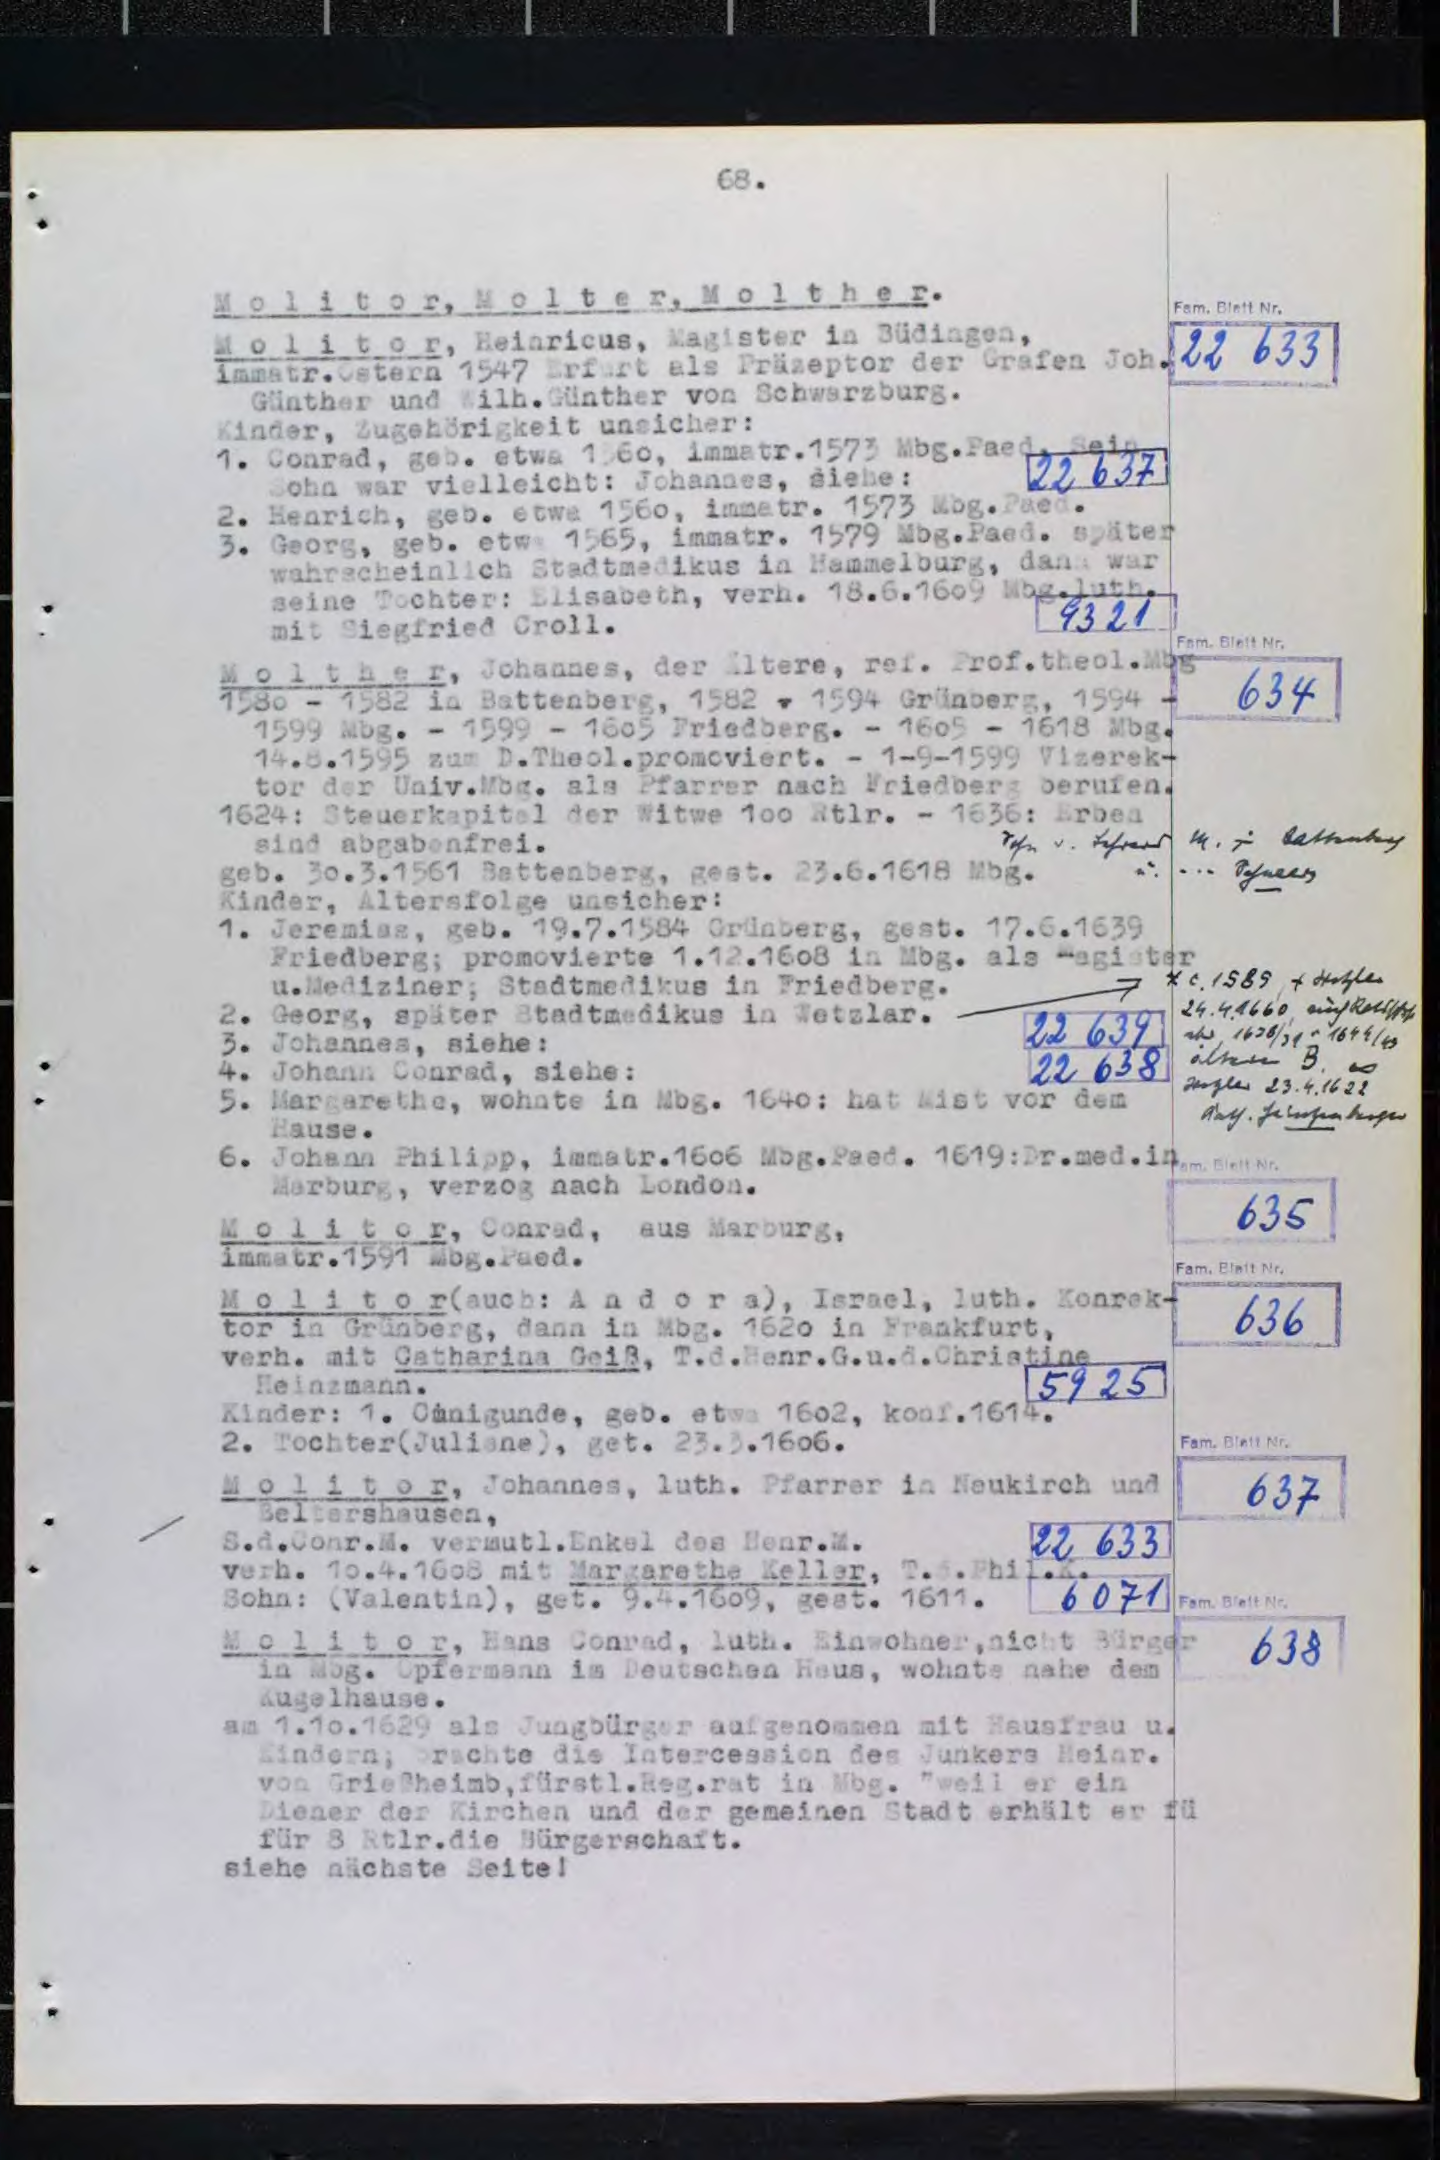 68.
M o l i t o r, M o l t e r, M o l t h e r.
Fam. Blatt Nr.
22 633
M o l i t o r, Heinricus, Magister in Büdingen,
immatr.Ostern 1547 Erfurt als Präzeptor der Grafen Joh.
Günther und Wilh.Günther von Schwarzburg.
Kinder, Zugehörigkeit unsicher:
1. Conrad, geb. etwa 1560, immatr.1573 Mbg.Paed. Sein
Sohn war vielleicht: Johannes, siehe: 22 637
2. Henrich, geb. etwa 1560, immatr. 1573 Mbg.Paed.
3. Georg, geb. etwa 1565, immatr. 1579 Mbg.Paed. später
wahrscheinlich Stadtmedikus in Hammelburg, dann war
seine Tochter: Elisabeth, verh. 18.6.1609 Mbg.luth.
mit Siegfried Croll. 9321
Fam. Blatt Nr.
634
M o l t h e r, Johannes, der Ältere, ref. Prof.theol.Mbg
1580 - 1582 in Battenberg, 1582 - 1594 Grünberg, 1594 -
1599 Mbg. - 1599 - 1605 Friedberg. - 1605 - 1618 Mbg.
14.8.1595 zum D.Theol.promoviert. - 1-9-1599 Vizerek-
tor der Univ.Mbg. als Pfarrer nach Friedberg berufen.
1624: Steuerkapital der Witwe 100 Rtlr. - 1636: Erben
sind abgabenfrei.
Sohn v. M. Battenberg
geb. 30.3.1561 Battenberg, gest. 23.6.1618 Mbg.
u. ...
Kinder, Altersfolge unsicher:
1. Jeremias, geb. 19.7.1584 Grünberg, gest. 17.6.1639
Friedberg; promovierte 1.12.1608 in Mbg. als Magister
u.Mediziner; Stadtmedikus in Friedberg.
2. Georg, später Stadtmedikus in Wetzlar.
* c. 1589, + Wetzlar
24.4.1660,
1644/45
B. ∞
Wetzlar 23.4.1622
Kath.
3. Johannes, siehe: 22 639
4. Johann Conrad, siehe: 22 638
5. Margarethe, wohnte in Mbg. 1640: hat Mist vor dem
Hause.
6. Johann Philipp, immatr.1606 Mbg.Paed. 1619:Dr.med.in
Marburg, verzog nach London.
Fam. Blatt Nr.
635
M o l i t o r, Conrad, aus Marburg,
immatr.1591 Mbg.Paed.
Fam. Blatt Nr.
636
M o l i t o r(auch: A n d o r a), Israel, luth. Konrek-
tor in Grünberg, dann in Mbg. 1620 in Frankfurt,
verh. mit Catharina Geiß, T.d.Henr.G.u.d.Christine
Heinzmann. 5925
Kinder: 1. Cunigunde, geb. etwa 1602, konf.1614.
2. Tochter(Juliane), get. 23.3.1606.
Fam. Blatt Nr.
637
M o l i t o r, Johannes, luth. Pfarrer in Neukirch und
Beltershausen,
S.d.Conr.M. vermutl.Enkel des Henr.M. 22 633
verh. 10.4.1608 mit Margarethe Keller, T.d.Phil.K.
Sohn: (Valentin), get. 9.4.1609, gest. 1611. 6071
Fam. Blatt Nr.
638
M o l i t o r, Hans Conrad, luth. Einwohner,nicht Bürger
in Mbg. Opfermann im Deutschen Haus, wohnte nahe dem
Kugelhause.
am 1.10.1629 als Jungbürger aufgenommen mit Hausfrau u.
Kindern; brachte die Intercession des Junkers Heinr.
von Grießheimb,fürstl.Reg.rat in Mbg. "weil er ein
Diener der Kirchen und der gemeinen Stadt erhält er fü
für 8 Rtlr.die Bürgerschaft.
siehe nächste Seite!